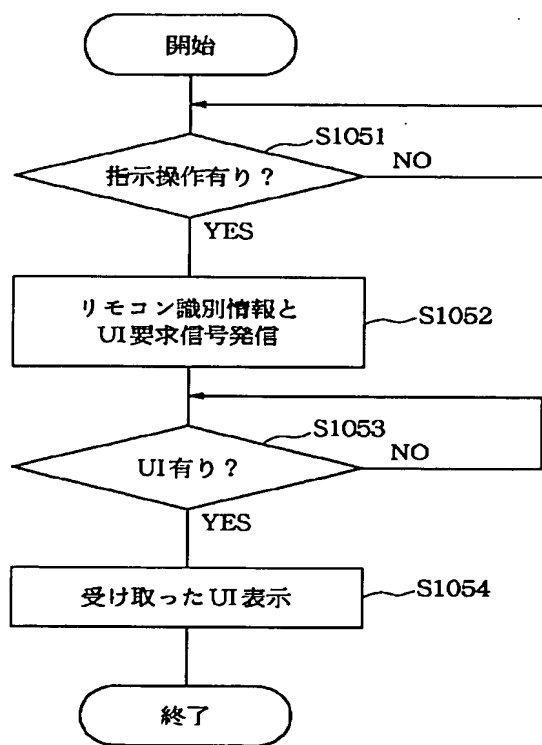 開始
S1051
指示操作有り？
NO
YES
リモコン識別情報と
UI要求信号発信
S1052
S1053
UI有り？
NO
YES
受け取ったUI表示
S1054
終了